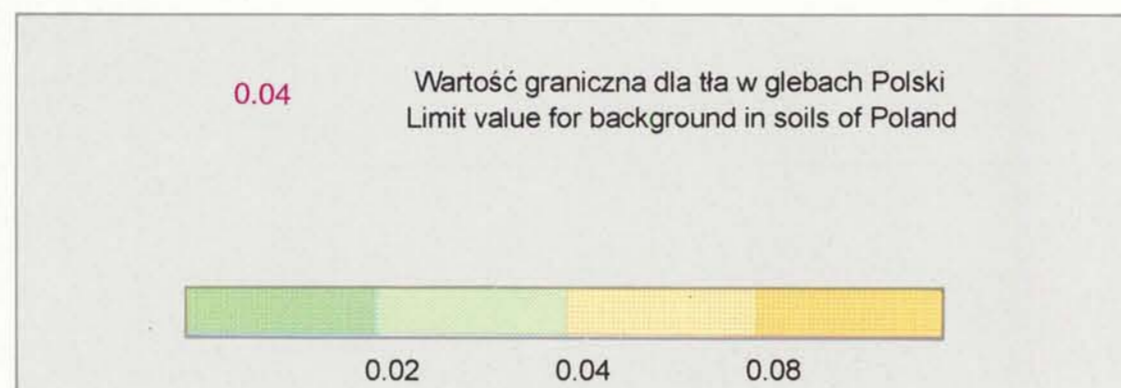 0.04
Wartość graniczna dla tła w glebach Polski
Limit value for background in soils of Poland
0.02 0.04 0.08